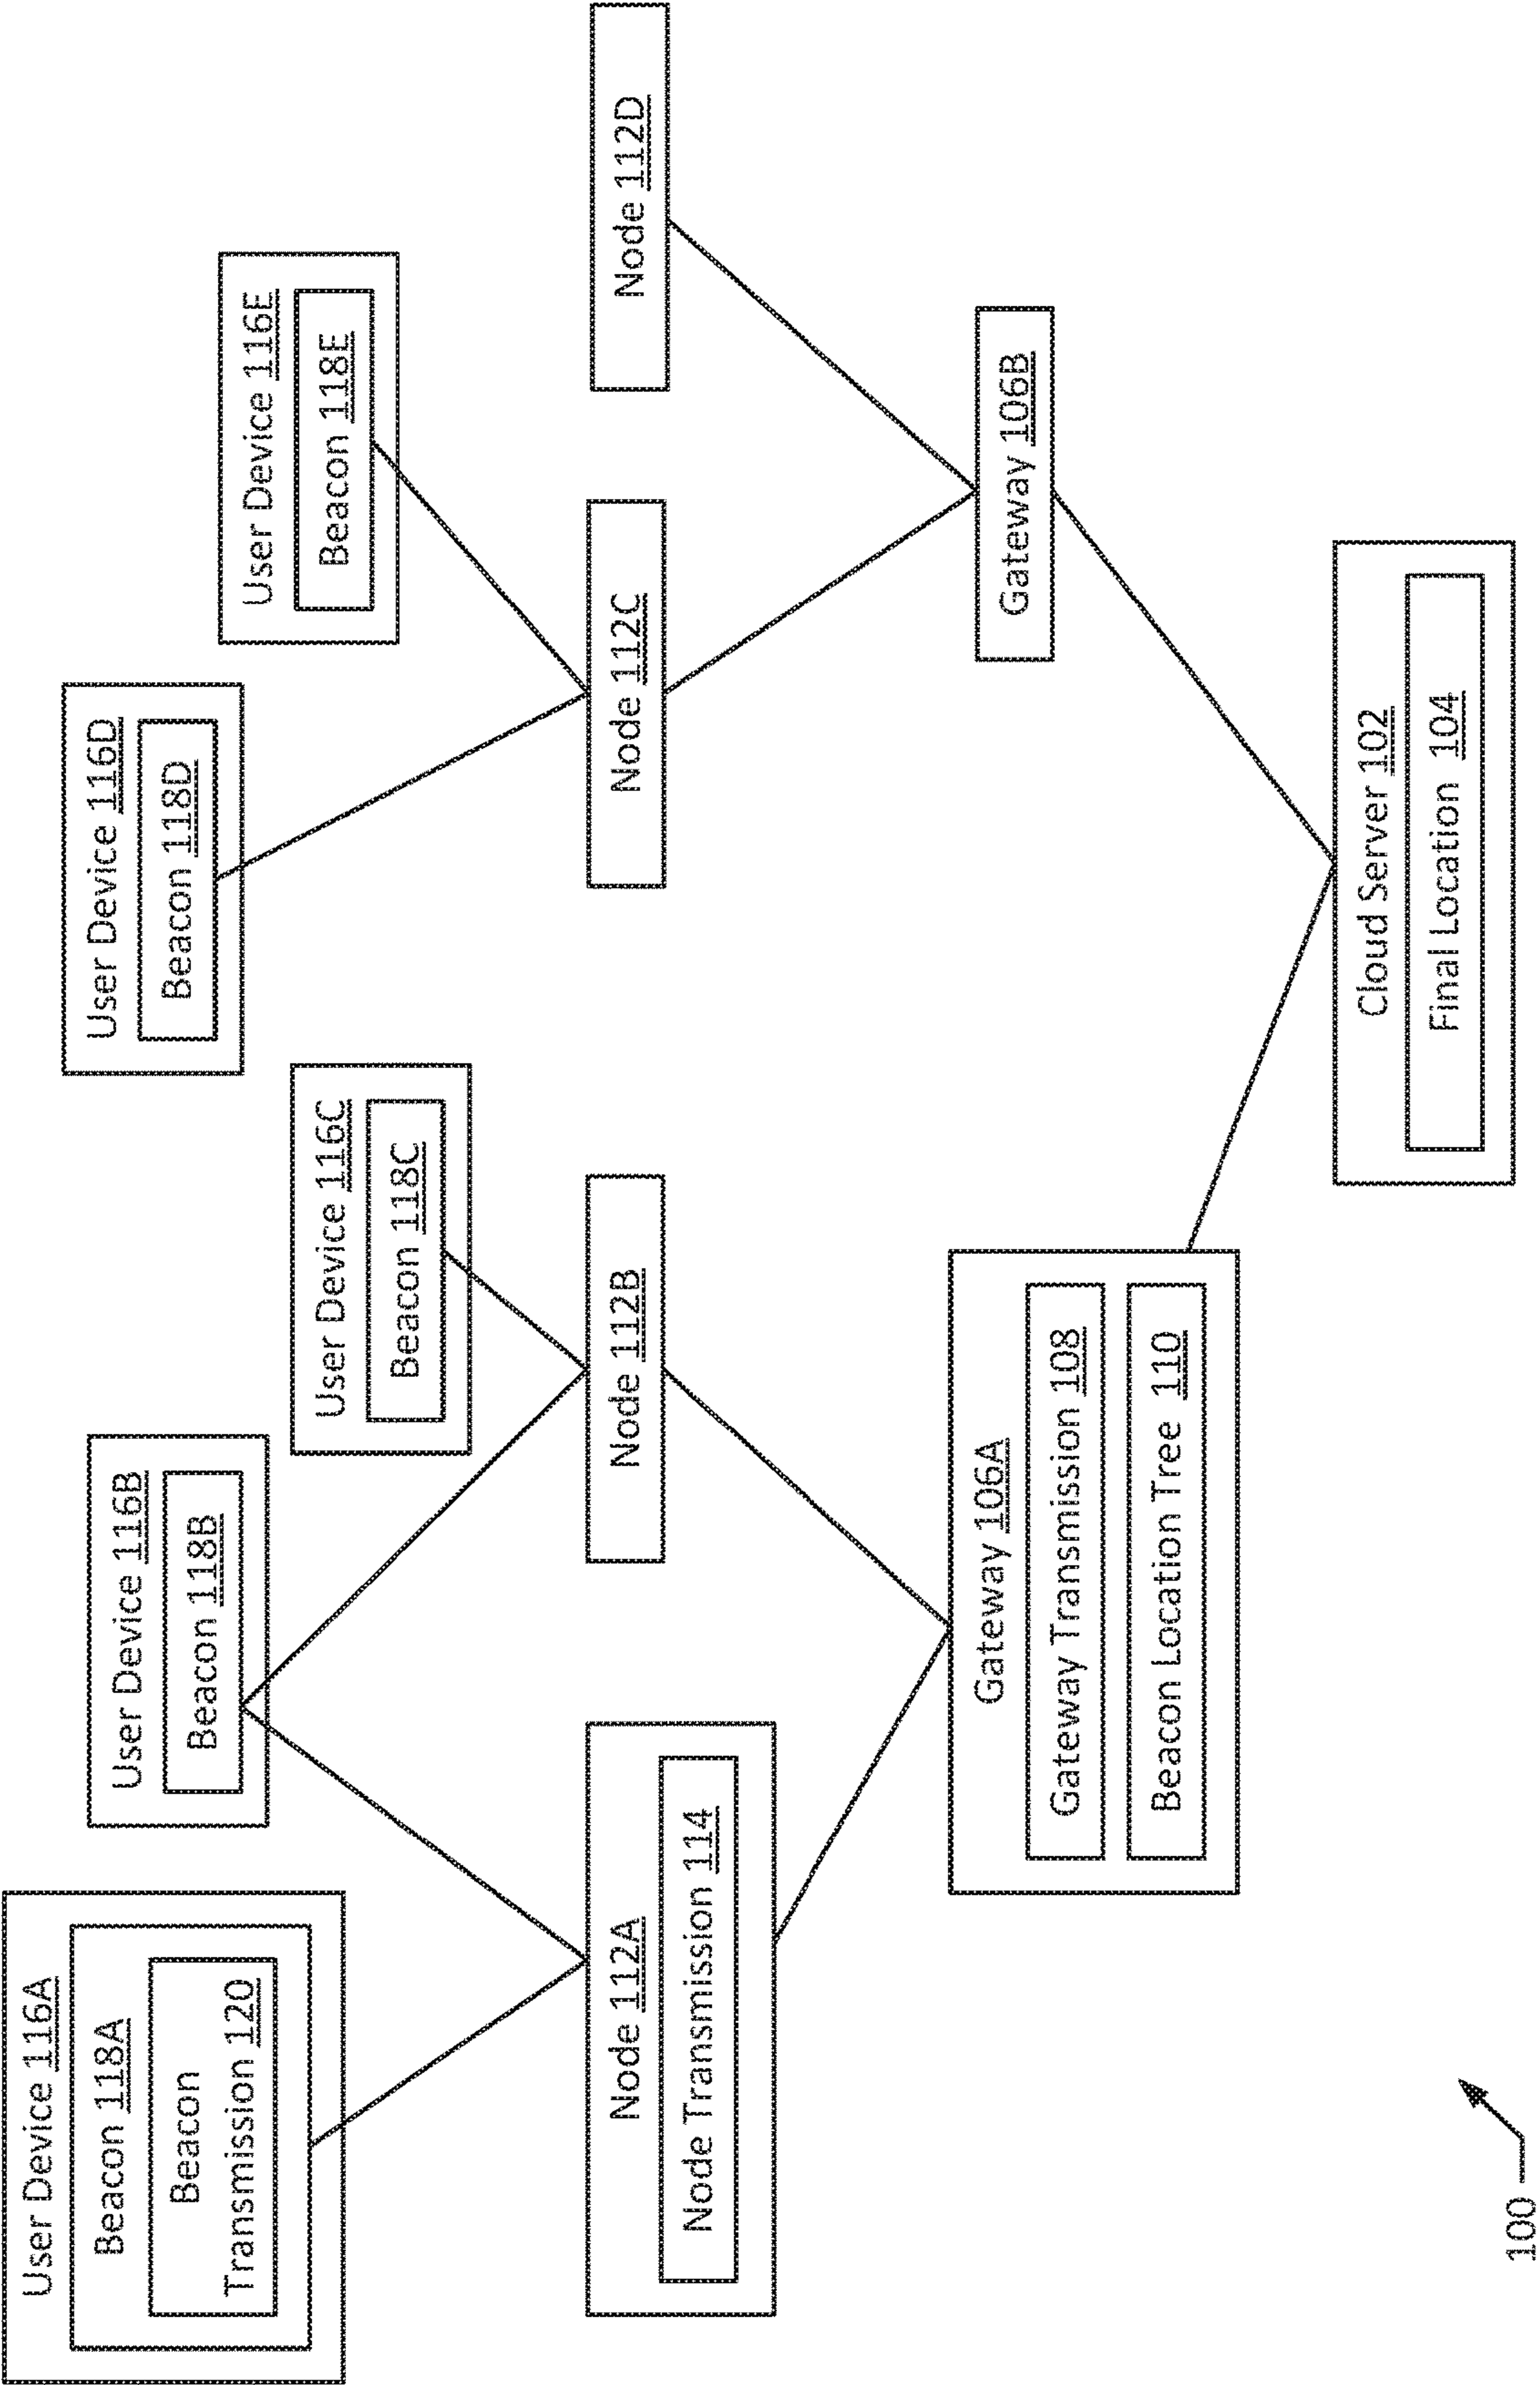 User Device 116A
Beacon 118A
Beacon
Transmission 120
User Device 116B
Beacon 118B
User Device 116C
Beacon 118C
User Device 116D
Beacon 118D
User Device 116E
Beacon 118E
Node 112A
Node Transmission 114
Node 112B
Node 112C
Node 112D
Gateway 106A
Gateway Transmission 108
Beacon Location Tree 110
Gateway 106B
Cloud Server 102
Final Location 104
100